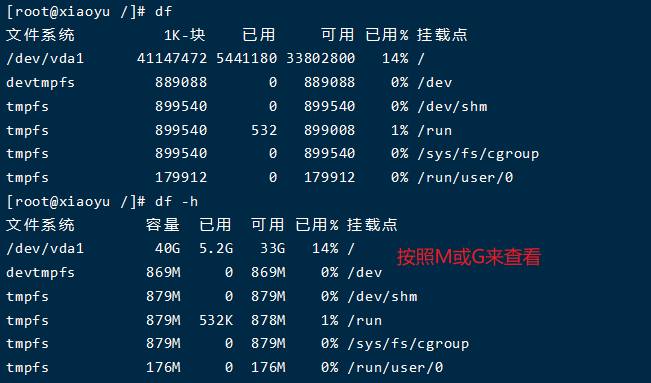 [root@xiaoyu /]# df
文件系统 1K-块 已用 可用 已用% 挂载点
/dev/vda1 41147472 5441180 33802800 14% /
devtmpfs 889088 0 889088 0% /dev
tmpfs 899540 0 899540 0% /dev/shm
tmpfs 899540 532 899008 1% /run
tmpfs 899540 0 899540 0% /sys/fs/cgroup
tmpfs 179912 0 179912 0% /run/user/0
[root@xiaoyu /]# df -h
文件系统 容量 已用 可用 已用% 挂载点
/dev/vda1 40G 5.2G 33G 14% /
按照M或G来查看
devtmpfs 869M 0 869M 0% /dev
tmpfs 879M 0 879M 0% /dev/shm
tmpfs 879M 532K 878M 1% /run
tmpfs 879M 0 879M 0% /sys/fs/cgroup
tmpfs 176M 0 176M 0% /run/user/0